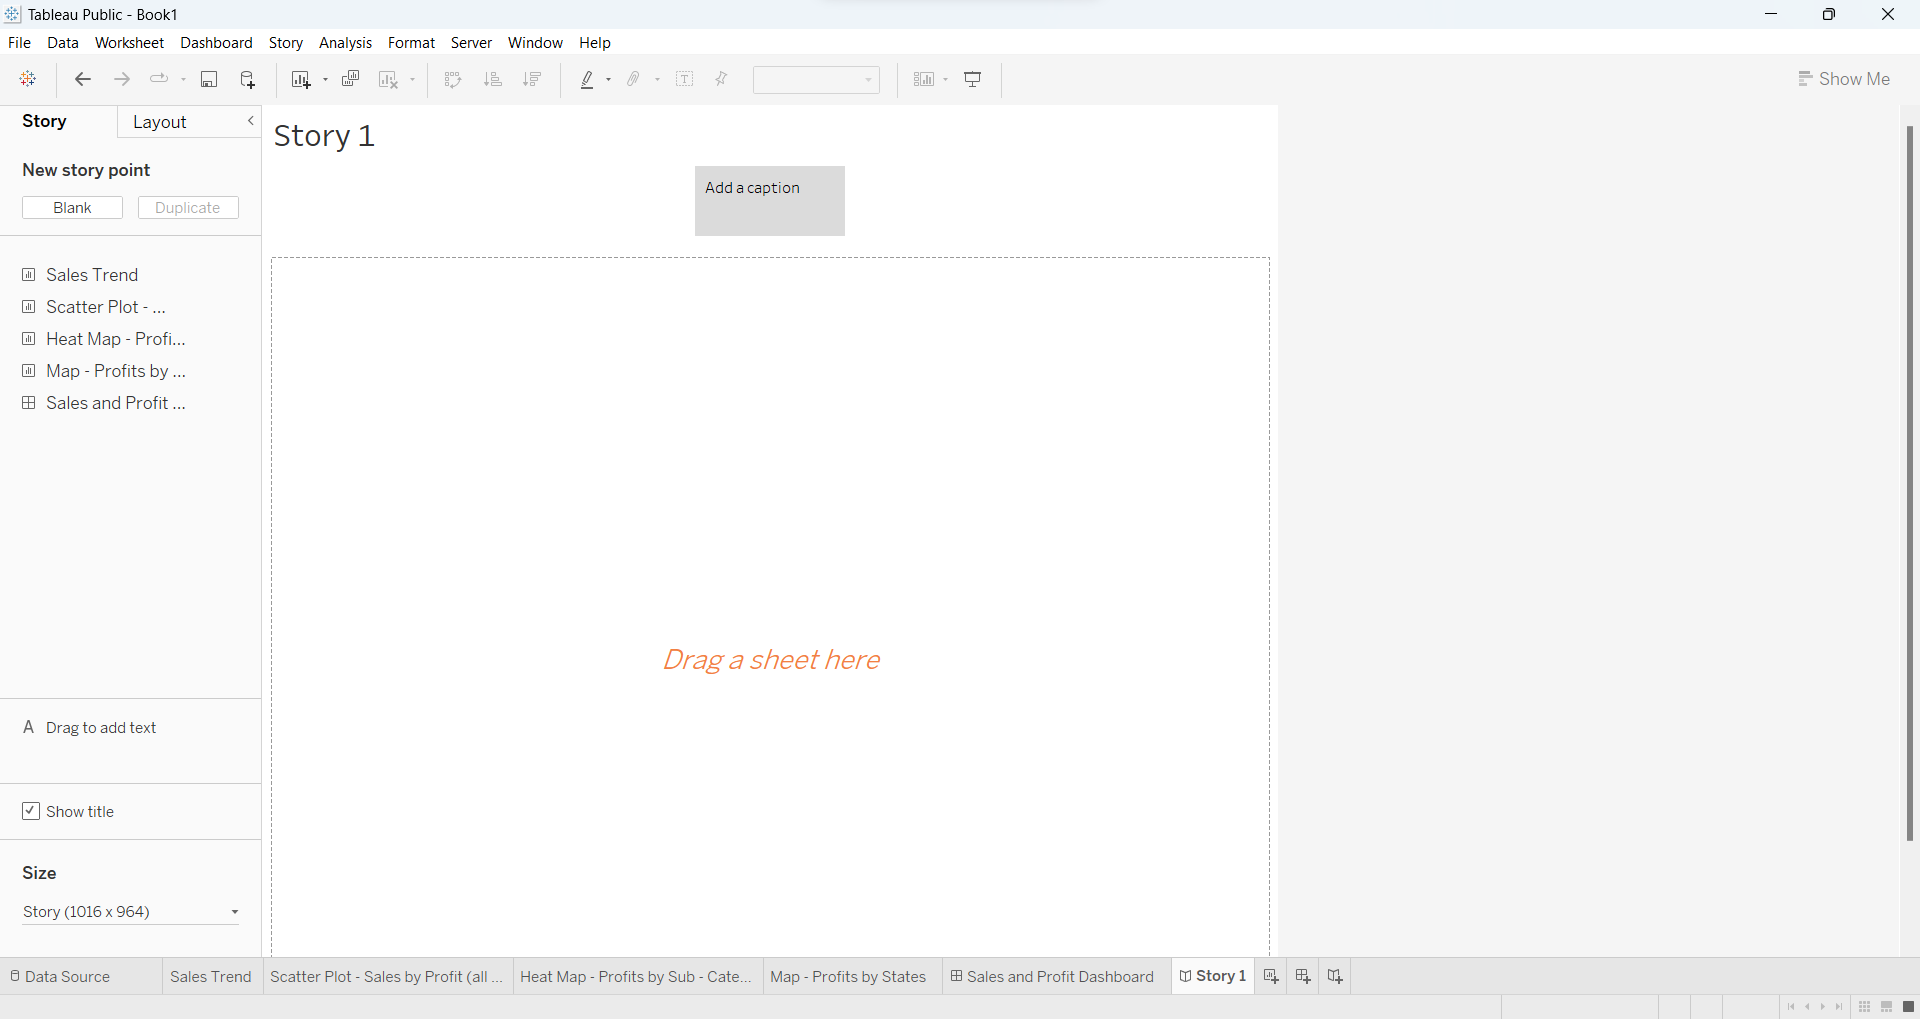 Tableau Public - Book1
File Data Worksheet Dashboard Story Analysis Format Server Window Help
Show Me
Story Layout
Story 1
New story point
Add a caption
Blank Duplicate
Sales Trend
Scatter Plot - ...
Heat Map - Profi...
Map - Profits by ...
Sales and Profit ...
Drag a sheet here
A Drag to add text
Show title
Size
Story (1016 x 964)
Data Source Sales Trend Scatter Plot - Sales by Profit (all ... Heat Map - Profits by Sub - Cate... Map - Profits by States Sales and Profit Dashboard Story 1